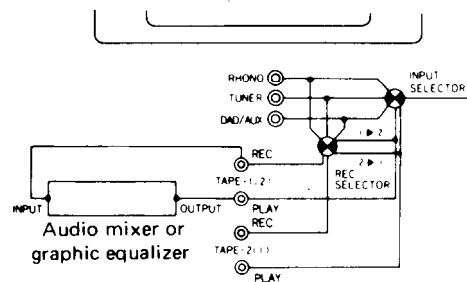 RHONO
TUNER
DAD/AUX
INPUT
SELECTOR
1 ▶ 2
2 ▶ 1
REC
REC
SELECTOR
TAPE-1(2)
INPUT
OUTPUT
PLAY
Audio mixer or
graphic equalizer
REC
TAPE-2(1)
PLAY